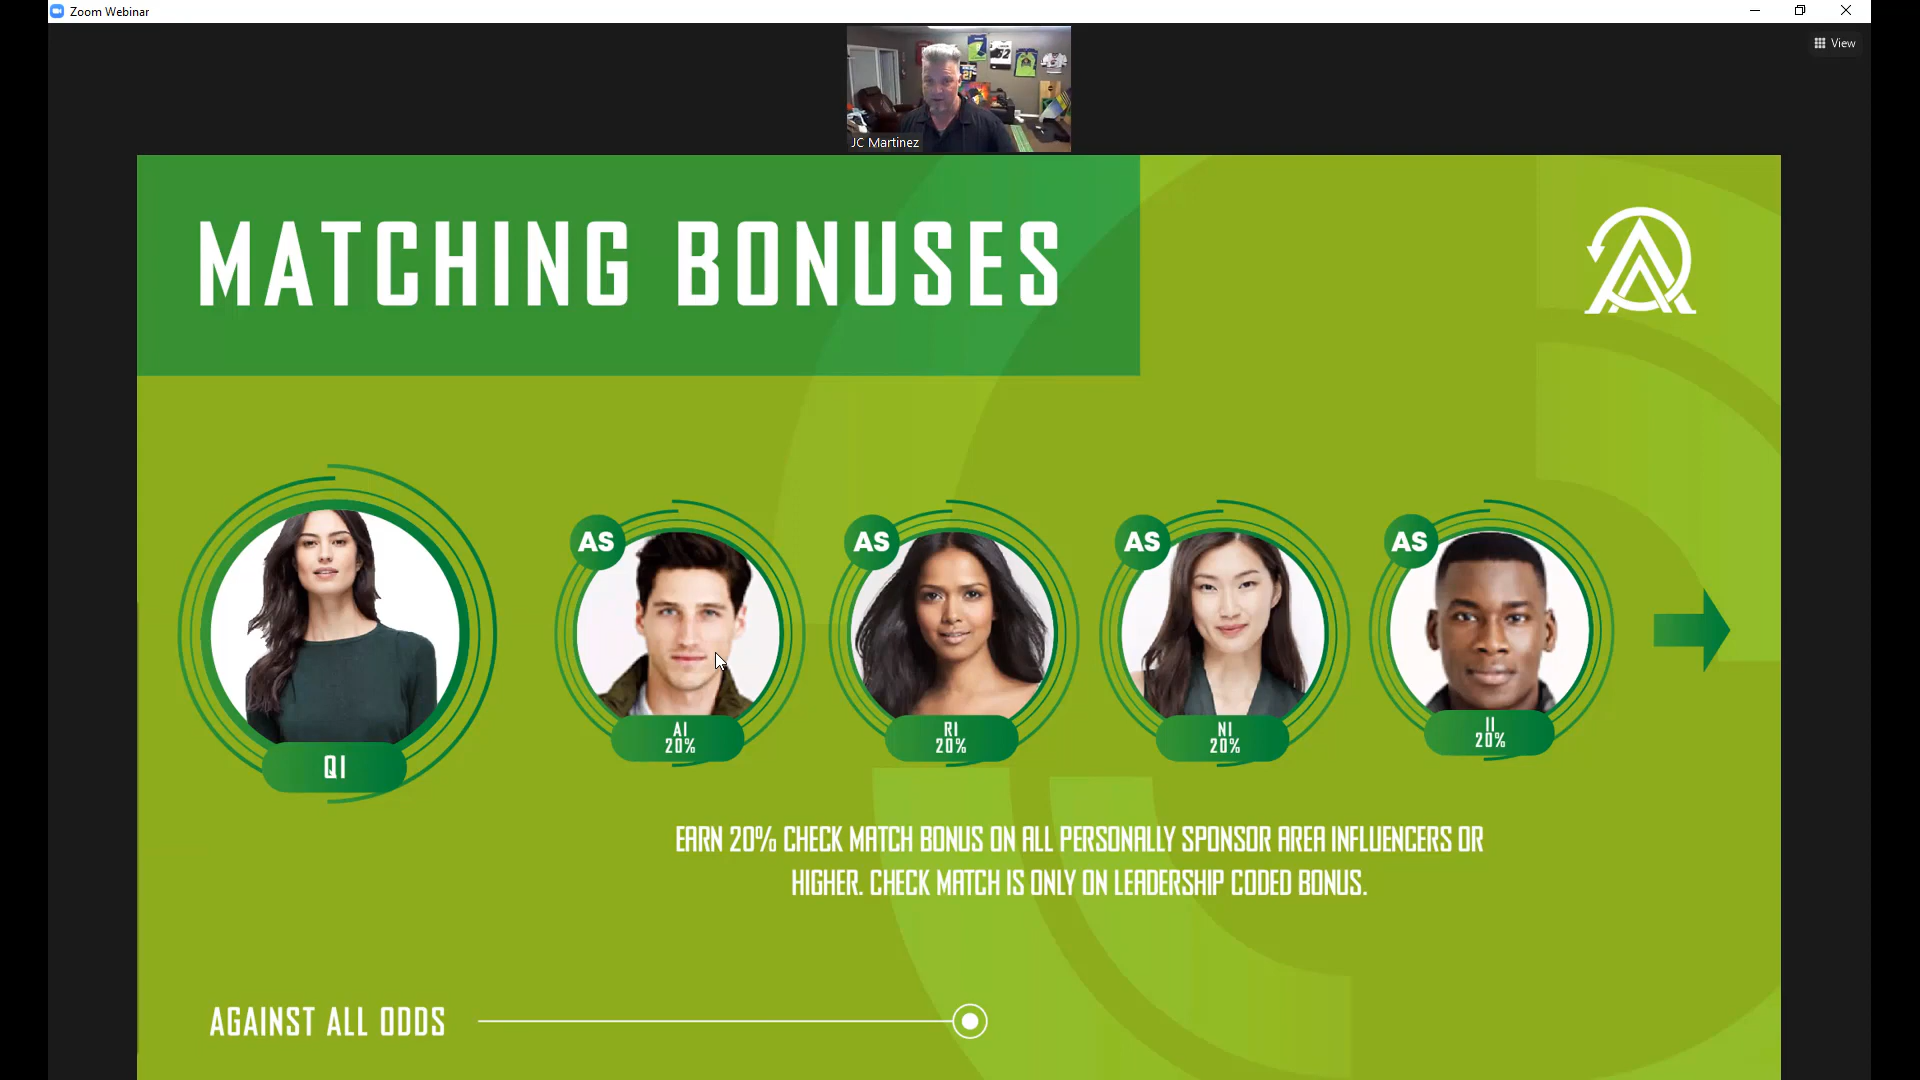 Zoom Webinar
View
JC Martinez
MATCHING BONUSES
AS
AS
AS
AS
QI
AI
20%
RI
20%
NI
20%
II
20%
EARN 20% CHECK MATCH BONUS ON ALL PERSONALLY SPONSOR AREA INFLUENCERS OR
HIGHER. CHECK MATCH IS ONLY ON LEADERSHIP CODED BONUS.
AGAINST ALL ODDS